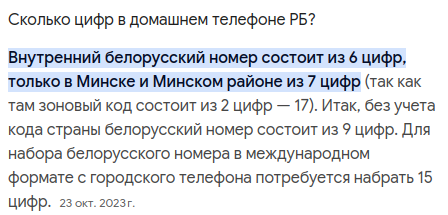 Сколько цифр в домашнем телефоне РБ?
Внутренний белорусский номер состоит из 6 цифр,
только в Минске и Минском районе из 7 цифр (так как
там зоновый код состоит из 2 цифр — 17). Итак, без учета
кода страны белорусский номер состоит из 9 цифр. Для
набора белорусского номера в международном
формате с городского телефона потребуется набрать 15
цифр. 23 окт. 2023 г.